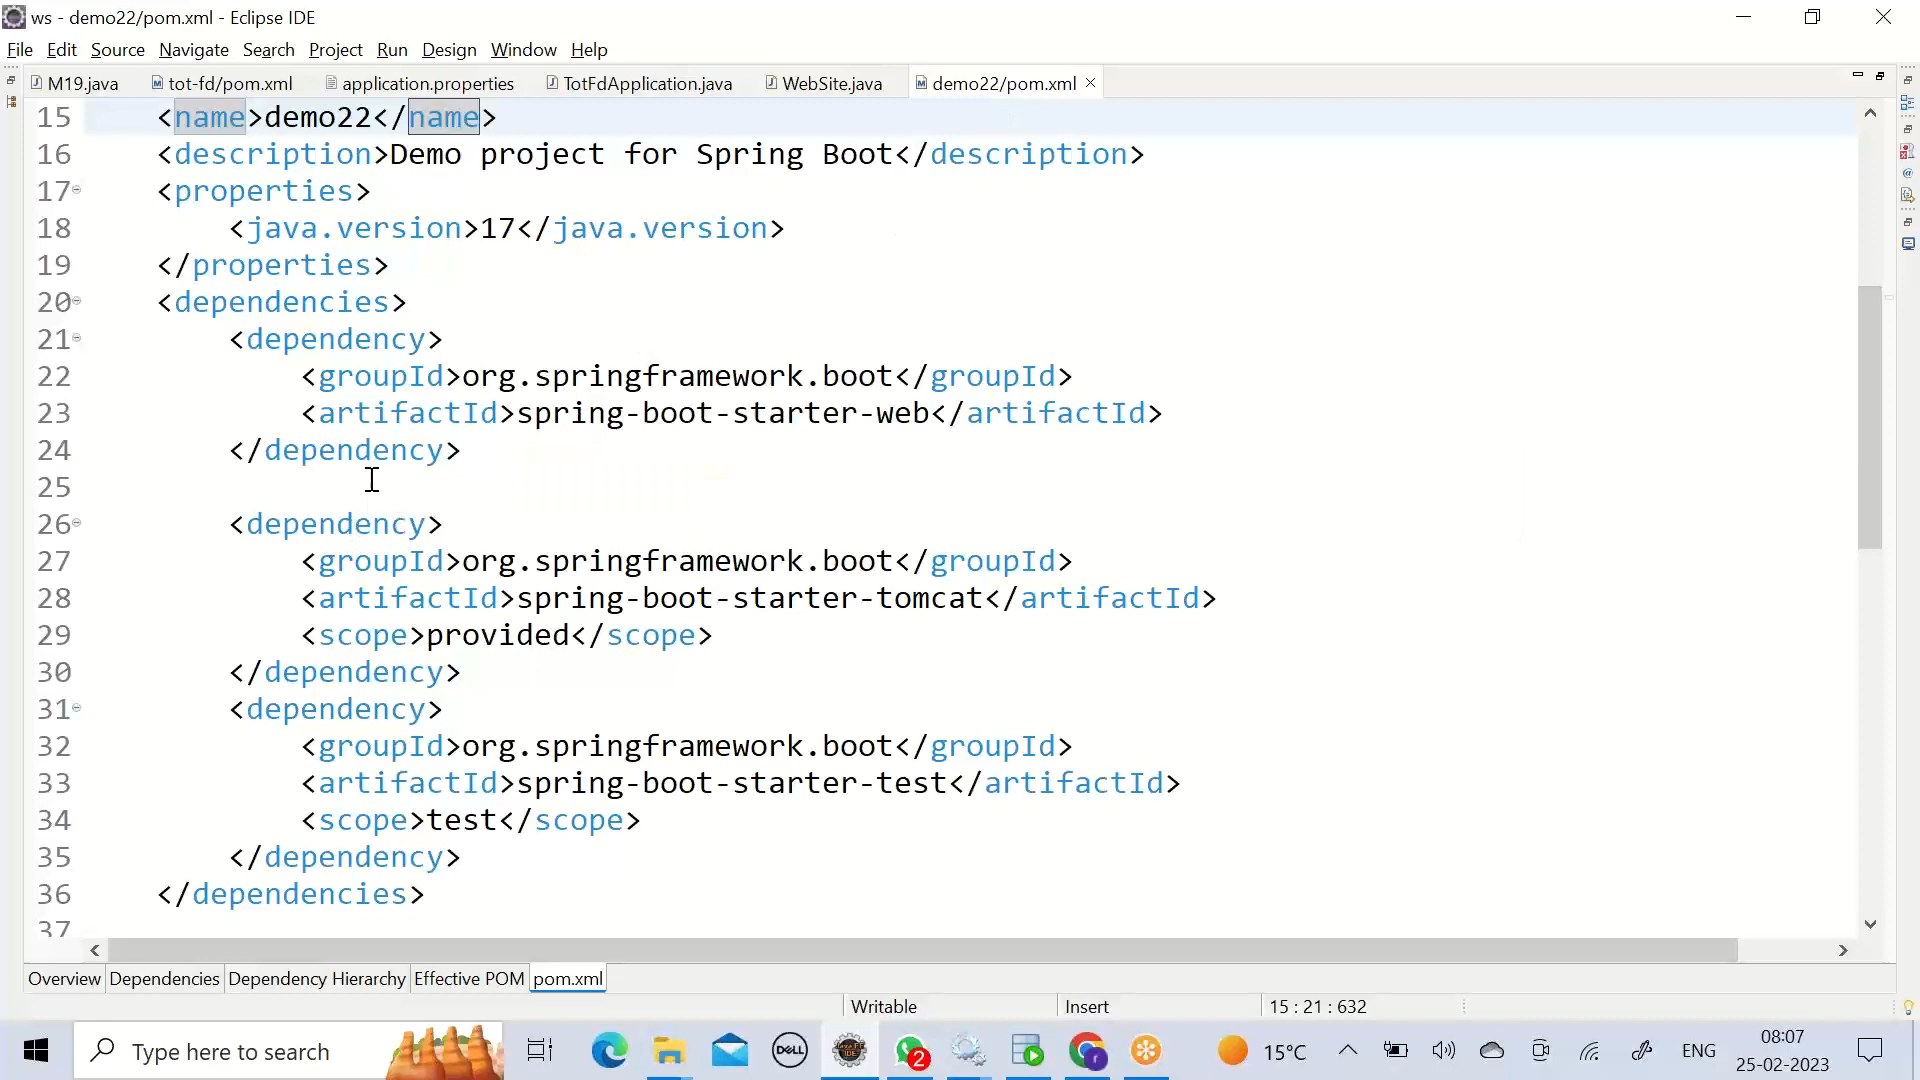 ws - demo22/pom.xml - Eclipse IDE
File Edit Source Navigate Search Project Run Design Window Help
M19.java tot-fd/pom.xml application.properties TotFdApplication.java WebSite.java demo22/pom.xml
15 <name>demo22</name>
16 <description>Demo project for Spring Boot</description>
17 <properties>
18 <java.version>17</java.version>
19 </properties>
20 <dependencies>
21 <dependency>
22 <groupId>org.springframework.boot</groupId>
23 <artifactId>spring-boot-starter-web</artifactId>
24 </dependency>
25
26 <dependency>
27 <groupId>org.springframework.boot</groupId>
28 <artifactId>spring-boot-starter-tomcat</artifactId>
29 <scope>provided</scope>
30 </dependency>
31 <dependency>
32 <groupId>org.springframework.boot</groupId>
33 <artifactId>spring-boot-starter-test</artifactId>
34 <scope>test</scope>
35 </dependency>
36 </dependencies>
37
Overview Dependencies Dependency Hierarchy Effective POM pom.xml
Writable Insert 15 : 21 : 632
Type here to search DELL 2 15°C ENG 08:07
25-02-2023